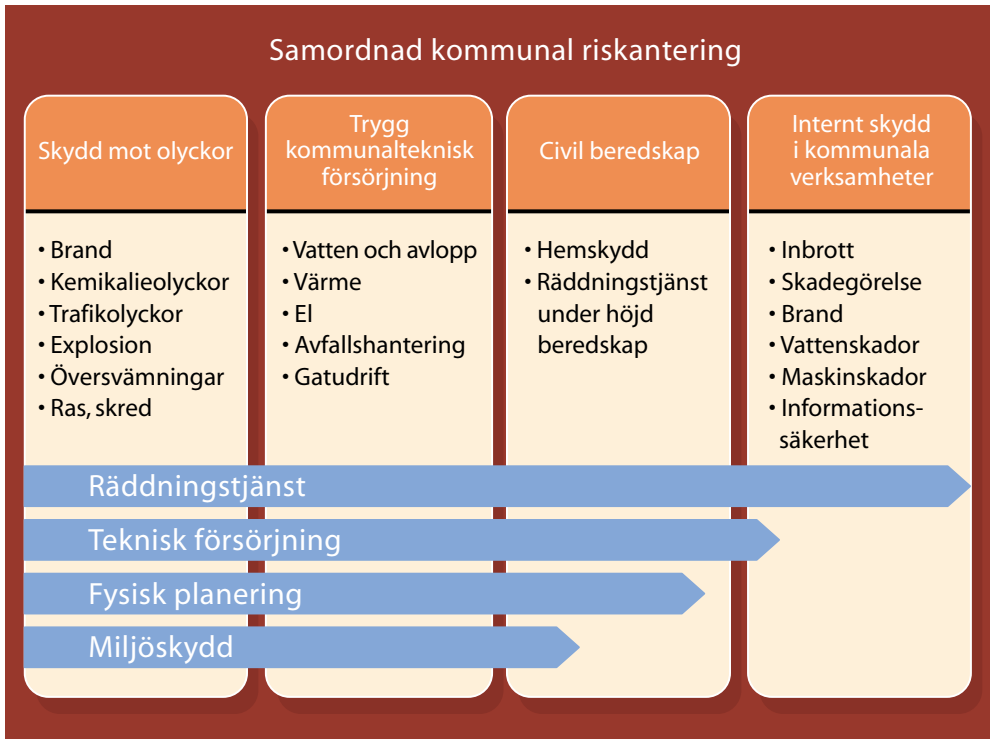 Samordnad kommunal riskantering
Skydd mot olyckor
• Brand
• Kemikalieolyckor
• Trafikolyckor
• Explosion
• Översvämningar
• Ras, skred
Trygg
kommunalteknisk
försörjning
• Vatten och avlopp
• Värme
• El
• Avfallshantering
• Gatudrift
Civil beredskap
• Hemskydd
• Räddningstjänst
under höjd
beredskap
Internt skydd
i kommunala
verksamheter
• Inbrott
• Skadegörelse
• Brand
• Vattenskador
• Maskinskador
• Informations-
säkerhet
Räddningstjänst
Teknisk försörjning
Fysisk planering
Miljöskydd